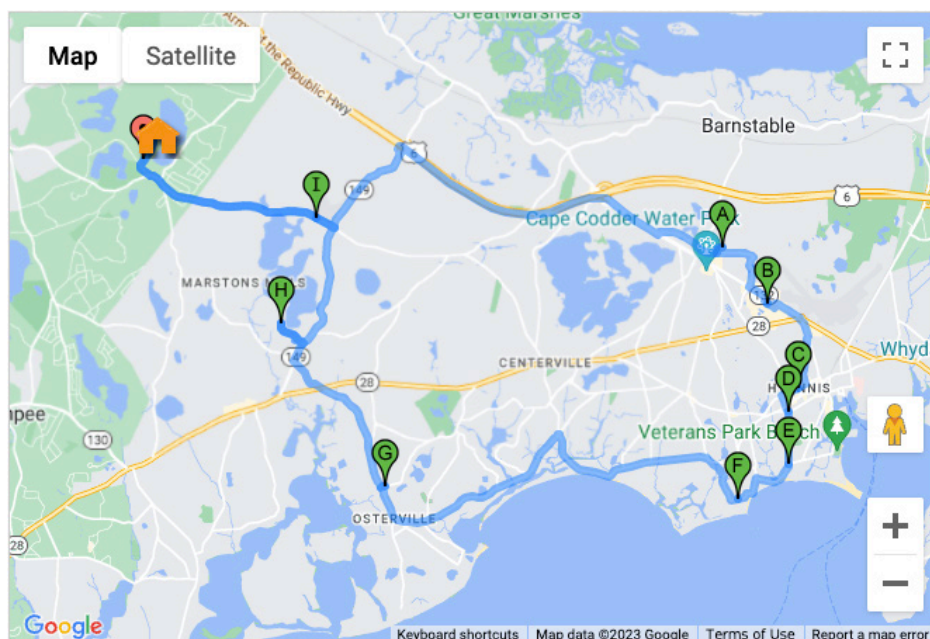 Great Marshes
Map
Satellite
Army of the Republic Hwy
Barnstable
6
149
6
I
Cape Codder Water Park
A
MARSTONS MILLS
H
B
132
28
149
CENTERVILLE
Whyd
C
28
D
HYANNIS
npee
130
Veterans Park Beach
E
G
F
OSTERVILLE
28
Google
Keyboard shortcuts
Map data ©2023 Google
Terms of Use
Report a map error